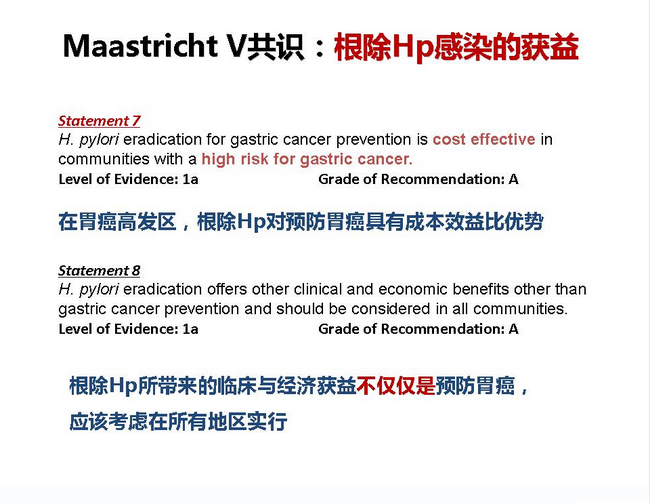 Maastricht V共识：根除Hp感染的获益
Statement 7
H. pylori eradication for gastric cancer prevention is cost effective in
communities with a high risk for gastric cancer.
Level of Evidence: 1a Grade of Recommendation: A
在胃癌高发区，根除Hp对预防胃癌具有成本效益比优势
Statement 8
H. pylori eradication offers other clinical and economic benefits other than
gastric cancer prevention and should be considered in all communities.
Level of Evidence: 1a Grade of Recommendation: A
根除Hp所带来的临床与经济获益不仅仅是预防胃癌，
应该考虑在所有地区实行